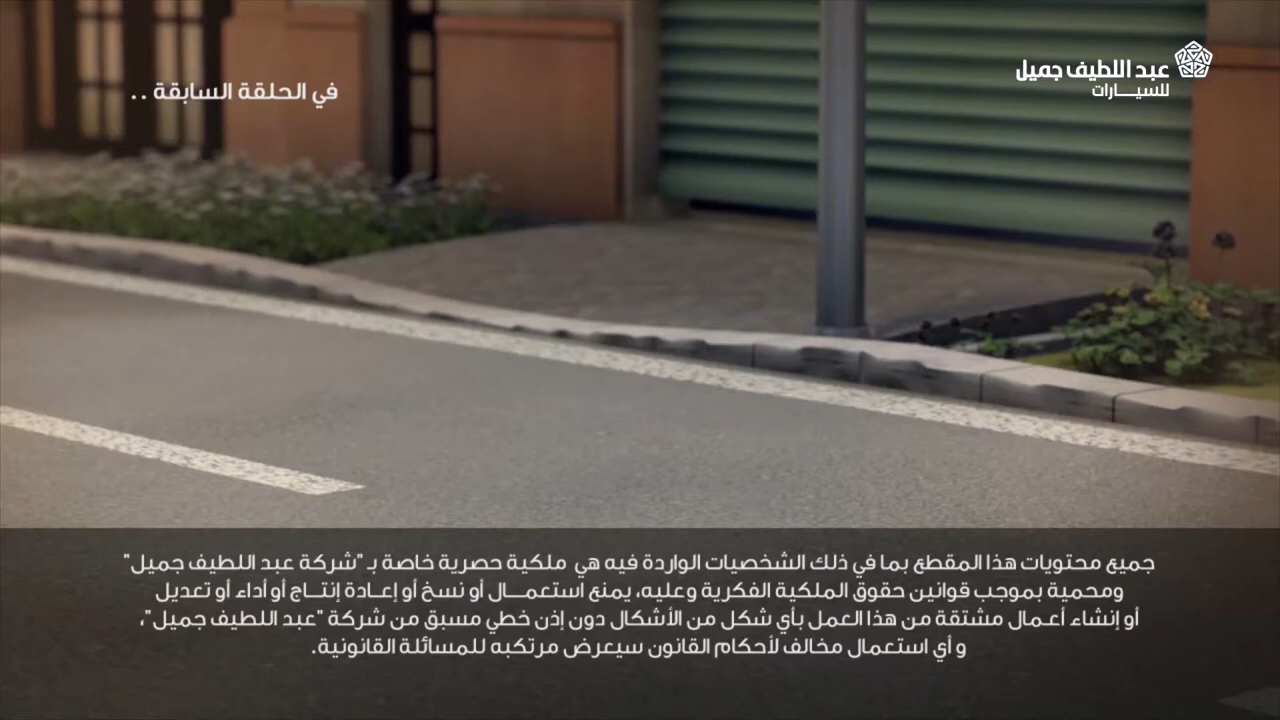 عبد اللطيف جميل
للسيـــارات
في الحلقة السابقة ..
جميع محتويات هذا المقطع بما في ذلك الشخصيات الواردة فيه هي ملكية حصرية خاصة بـ "شركة عبد اللطيف جميل"
ومحمية بموجب قوانين حقوق الملكية الفكرية وعليه، يمنع استعمـــال أو نسخ أو إعـادة إنتـاج أو أداء أو تعديل
أو إنشاء أعـمال مشتقة من هذا العمل بأي شكل من الأشكال دون إذن خطي مسبق من شركة "عبد اللطيف جميل"،
و أي استعمال مخالف لأحكام القانون سيعرض مرتكبه للمسائلة القانونية.